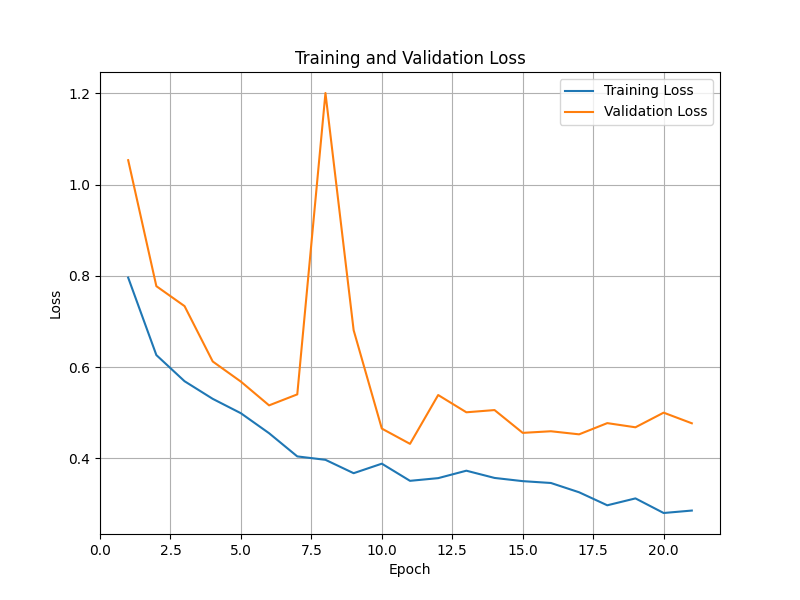 Training and Validation Loss
Training Loss
Validation Loss
1.2
1.0
0.8
0.6
0.4
Loss
0.0 2.5 5.0 7.5 10.0 12.5 15.0 17.5 20.0
Epoch